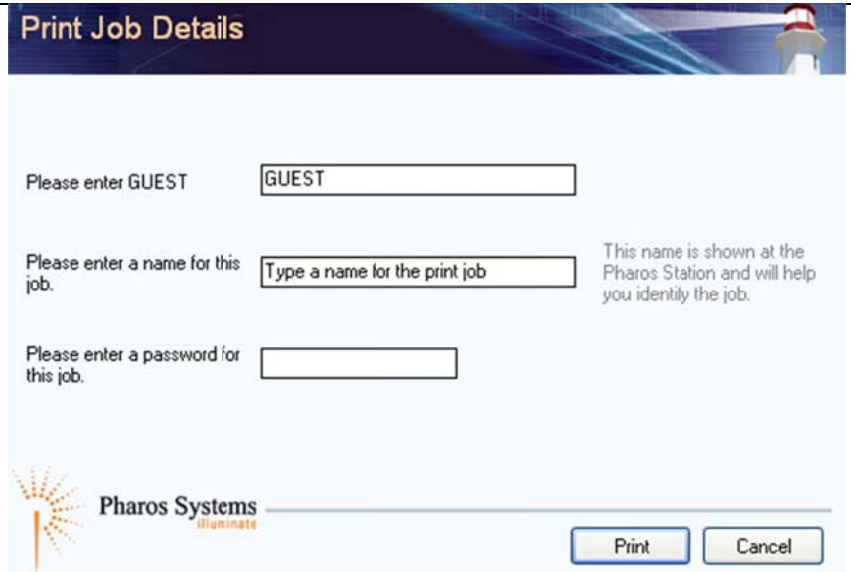 Print Job Details
Please enter GUEST
GUEST
Please enter a name for this
job.
Type a name for the print job
This name is shown at the
Pharos Station and will help
you identily the job.
Please enter a password for
this job.
Pharos Systems
illuminate
Print
Cancel